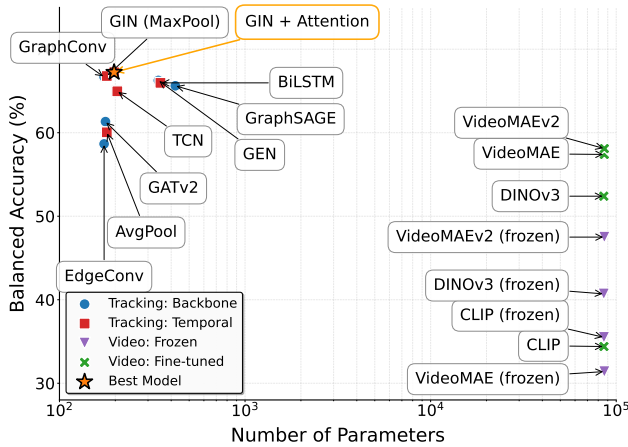 GIN (MaxPool)
GIN + Attention
GraphConv
BiLSTM
GraphSAGE
TCN
GEN
GATv2
AvgPool
EdgeConv
VideoMAEv2
VideoMAE
DINOv3
VideoMAEv2 (frozen)
DINOv3 (frozen)
CLIP (frozen)
CLIP
VideoMAE (frozen)
Balanced Accuracy (%)
60
50
40
30
Tracking: Backbone
Tracking: Temporal
Video: Frozen
Video: Fine-tuned
Best Model
10² 10³ 10⁴ 10⁵
Number of Parameters